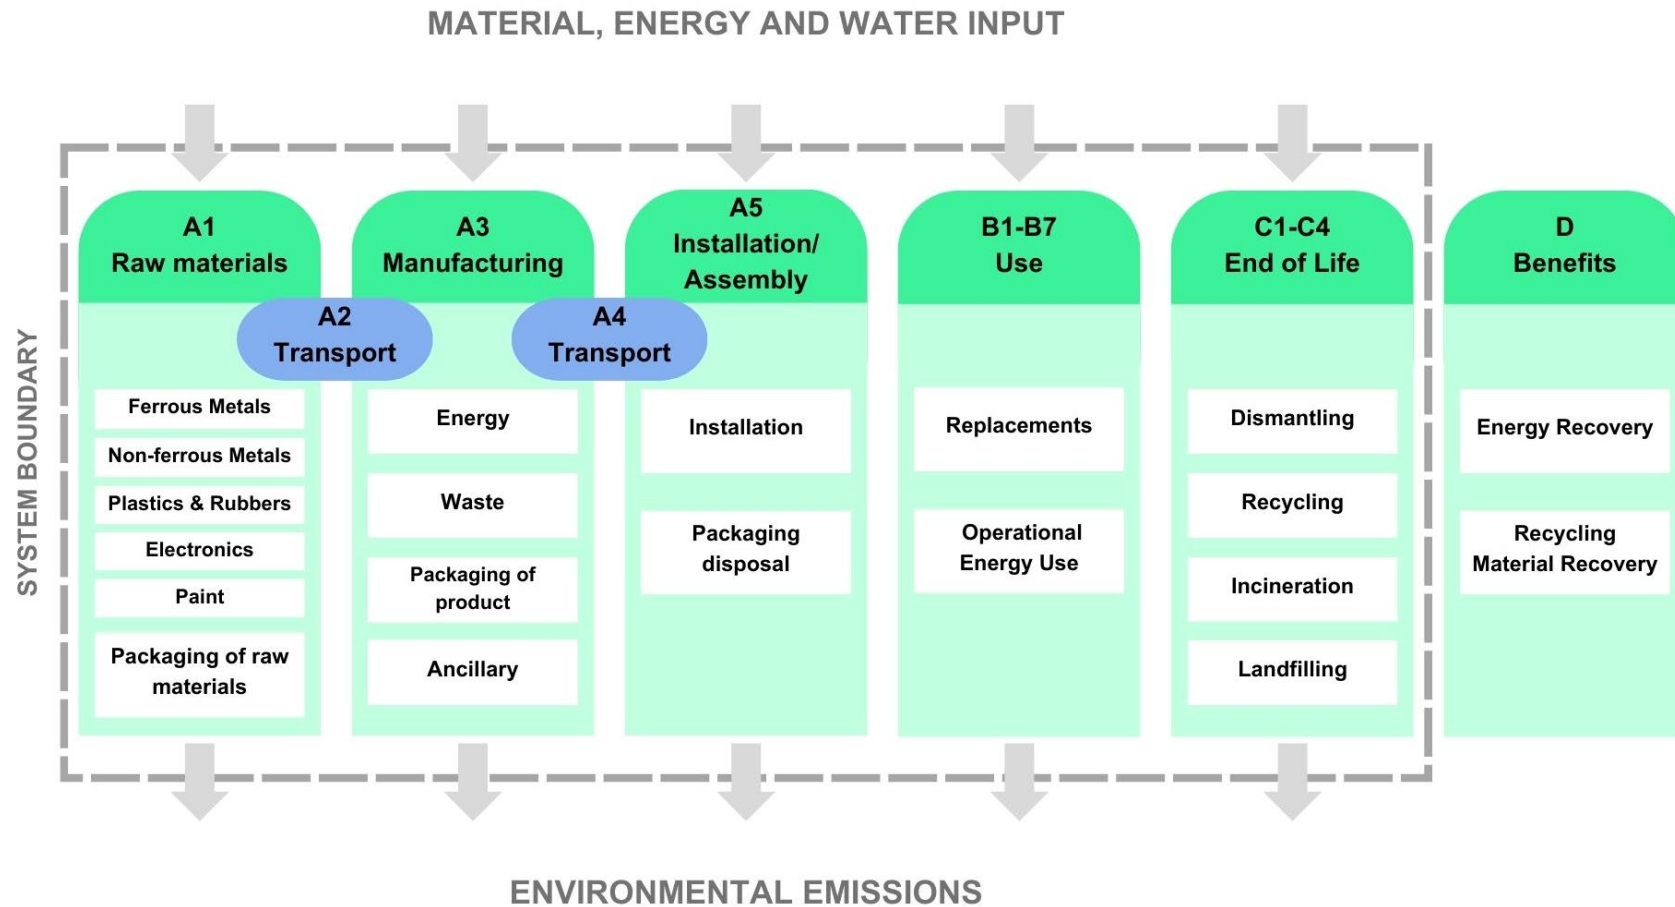 MATERIAL, ENERGY AND WATER INPUT
SYSTEM BOUNDARY
A1
Raw materials
A2
Transport
Ferrous Metals
Non-ferrous Metals
Plastics & Rubbers
Electronics
Paint
Packaging of raw
materials
A3
Manufacturing
A4
Transport
Energy
Waste
Packaging of
product
Ancillary
A5
Installation/
Assembly
Installation
Packaging
disposal
B1-B7
Use
Replacements
Operational
Energy Use
C1-C4
End of Life
Dismantling
Recycling
Incineration
Landfilling
D
Benefits
Energy Recovery
Recycling
Material Recovery
ENVIRONMENTAL EMISSIONS